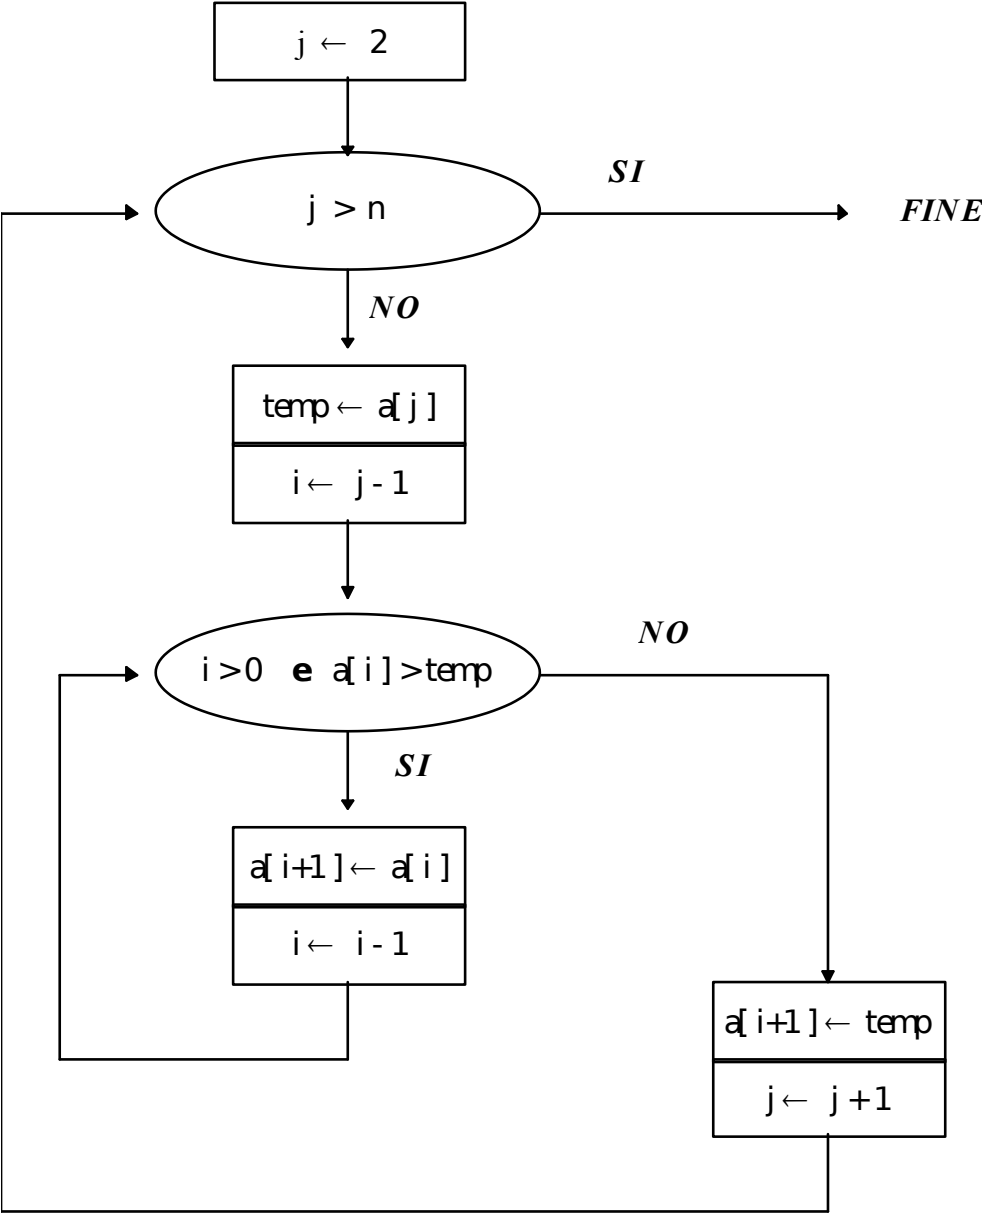 j ← 2
SI
j > n
FINE
NO
temp ← a[j]
i ← j-1
NO
i>0 e a[i]>temp
SI
a[i+1] ← a[i]
i ← i-1
a[i+1] ← temp
j ← j+1